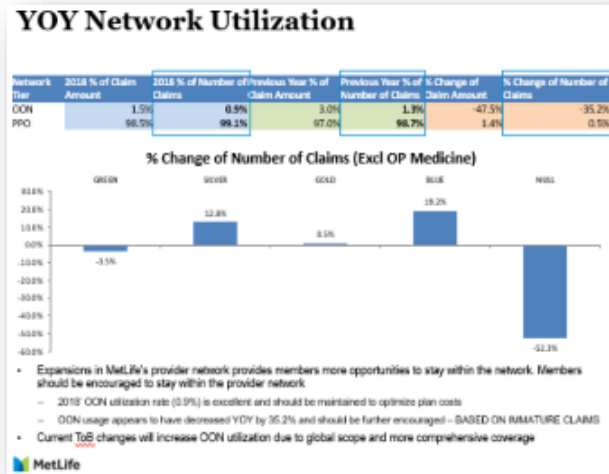 YOY Network Utilization
Network Tier 2018 % of Claim Amount 2018 % of Number of Claims Previous Year % of Claim Amount Previous Year % of Number of Claims % Change of Claim Amount % Change of Number of Claims
OON 1.5% 0.9% 3.0% 1.3% -47.5% -35.2%
PPO 98.5% 99.1% 97.0% 98.7% 1.4% 0.5%
% Change of Number of Claims (Excl OP Medicine)
GREEN SILVER GOLD BLUE NULL
30.0%
20.0%
10.0%
0.0%
-10.0%
-20.0%
-30.0%
-40.0%
-50.0%
-60.0%
-3.5% 12.8% 0.5% 19.2% -52.3%
• Expansions in MetLife's provider network provides members more opportunities to stay within the network. Members
should be encouraged to stay within the provider network
– 2018' OON utilization rate (0.9%) is excellent and should be maintained to optimize plan costs
– OON usage appears to have decreased YOY by 35.2% and should be further encouraged – BASED ON IMMATURE CLAIMS
• Current ToB changes will increase OON utilization due to global scope and more comprehensive coverage
MetLife